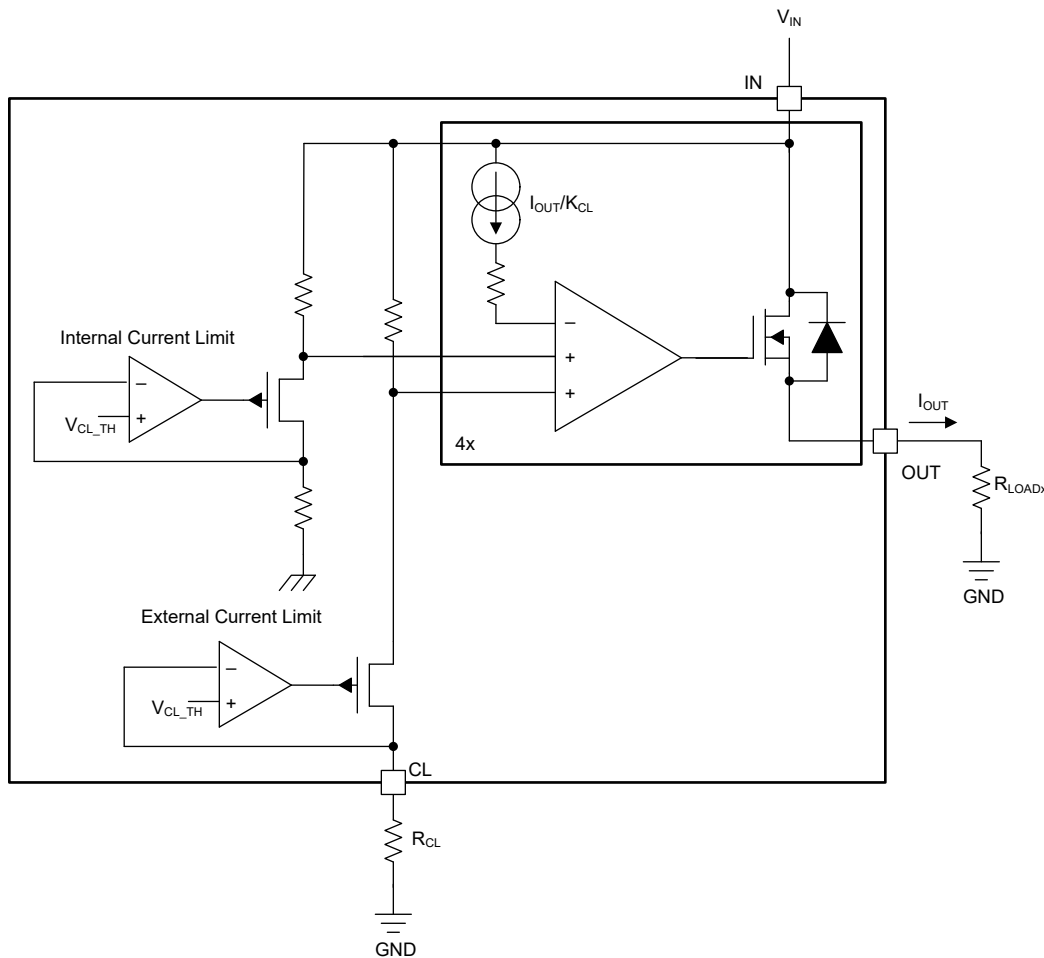 V_IN
IN
I_OUT/K_CL
Internal Current Limit
−
+
+
−
V_CL_TH
+
I_OUT
4x
OUT
R_LOADx
GND
External Current Limit
−
V_CL_TH
+
CL
R_CL
GND